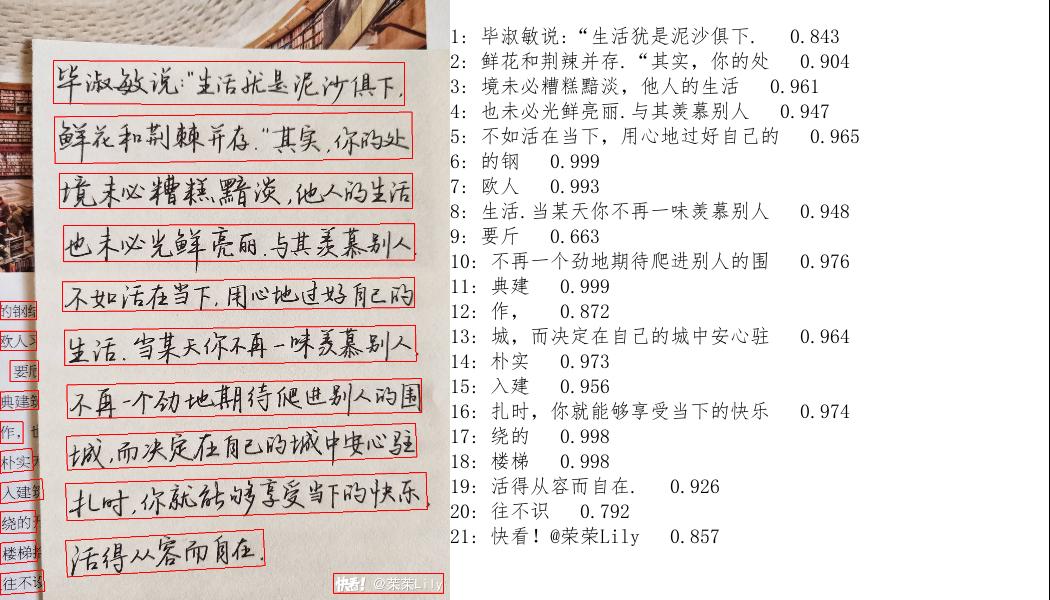 毕淑敏说:“生活就是泥沙俱下.
鲜花和荆棘并存.”其实,你的处
境未必糟糕黯淡,他人的生活
也未必光鲜亮丽.与其羡慕别人
不如活在当下,用心地过好自己的
生活.当某天你不再一味羡慕别人
不再一个劲地期待爬进别人的围
城,而决定在自己的城中安心驻
扎时,你就能够享受当下的快乐
活得从容而自在.
的钢
欧人
要
典建
作,
朴实
入建
绕的
楼梯
往不识
快看! @茱茱Lily
1: 毕淑敏说:“生活犹是泥沙俱下. 0.843
2: 鲜花和荆辣并存.“其实, 你的处 0.904
3: 境未必糟糕黯淡, 他人的生活 0.961
4: 也未必光鲜亮丽.与其羡慕别人 0.947
5: 不如活在当下, 用心地过好自己的 0.965
6: 的钢 0.999
7: 欧人 0.993
8: 生活.当某天你不再一味羡慕别人 0.948
9: 要斤 0.663
10: 不再一个劲地期待爬进别人的围 0.976
11: 典建 0.999
12: 作, 0.872
13: 城, 而决定在自己的城中安心驻 0.964
14: 朴实 0.973
15: 入建 0.956
16: 扎时, 你就能够享受当下的快乐 0.974
17: 绕的 0.998
18: 楼梯 0.998
19: 活得从容而自在. 0.926
20: 往不识 0.792
21: 快看! @荣荣Lily 0.857